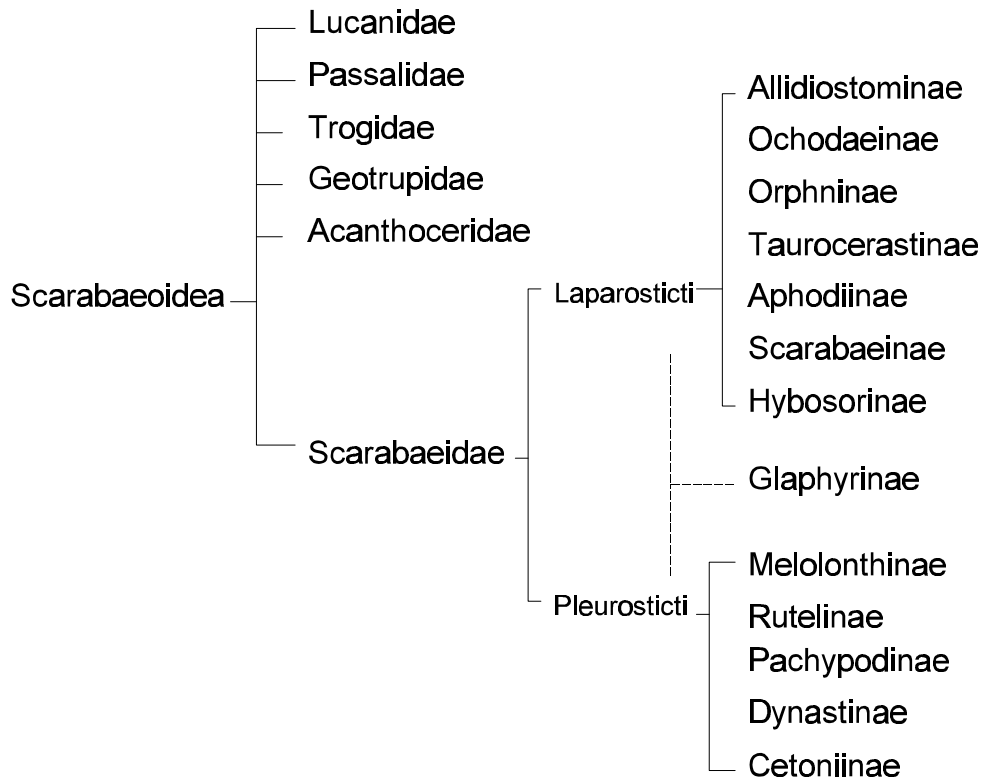 Scarabaeoidea
Lucanidae
Passalidae
Trogidae
Geotrupidae
Acanthoceridae
Scarabaeidae
Laparosticti
Allidiostominae
Ochodaeinae
Orphninae
Taurocerastinae
Aphodiinae
Scarabaeinae
Hybosorinae
Glaphyrinae
Pleurosticti
Melolonthinae
Rutelinae
Pachypodinae
Dynastinae
Cetoniinae